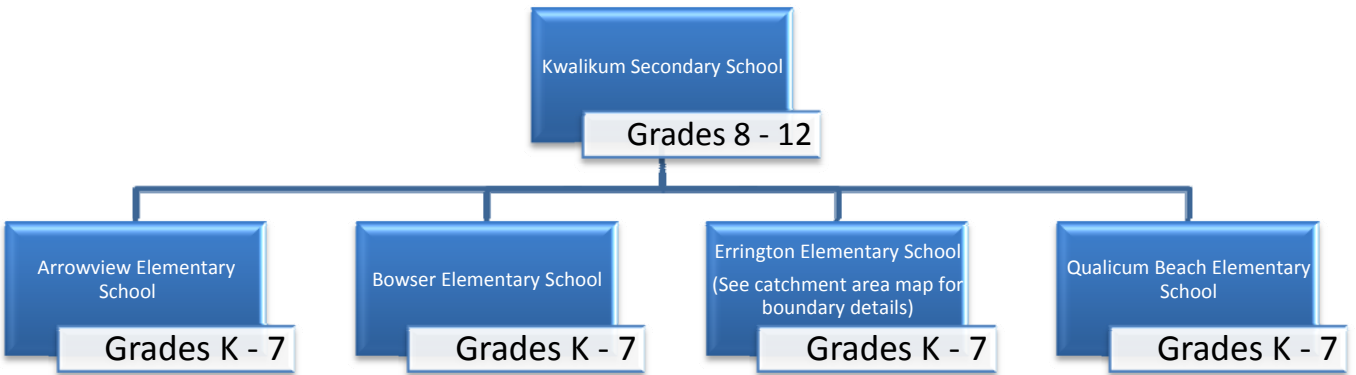 Kwalikum Secondary School
Grades 8 - 12
Arrowview Elementary
School
Grades K - 7
Bowser Elementary School
Grades K - 7
Errington Elementary School
(See catchment area map for
boundary details)
Grades K - 7
Qualicum Beach Elementary
School
Grades K - 7